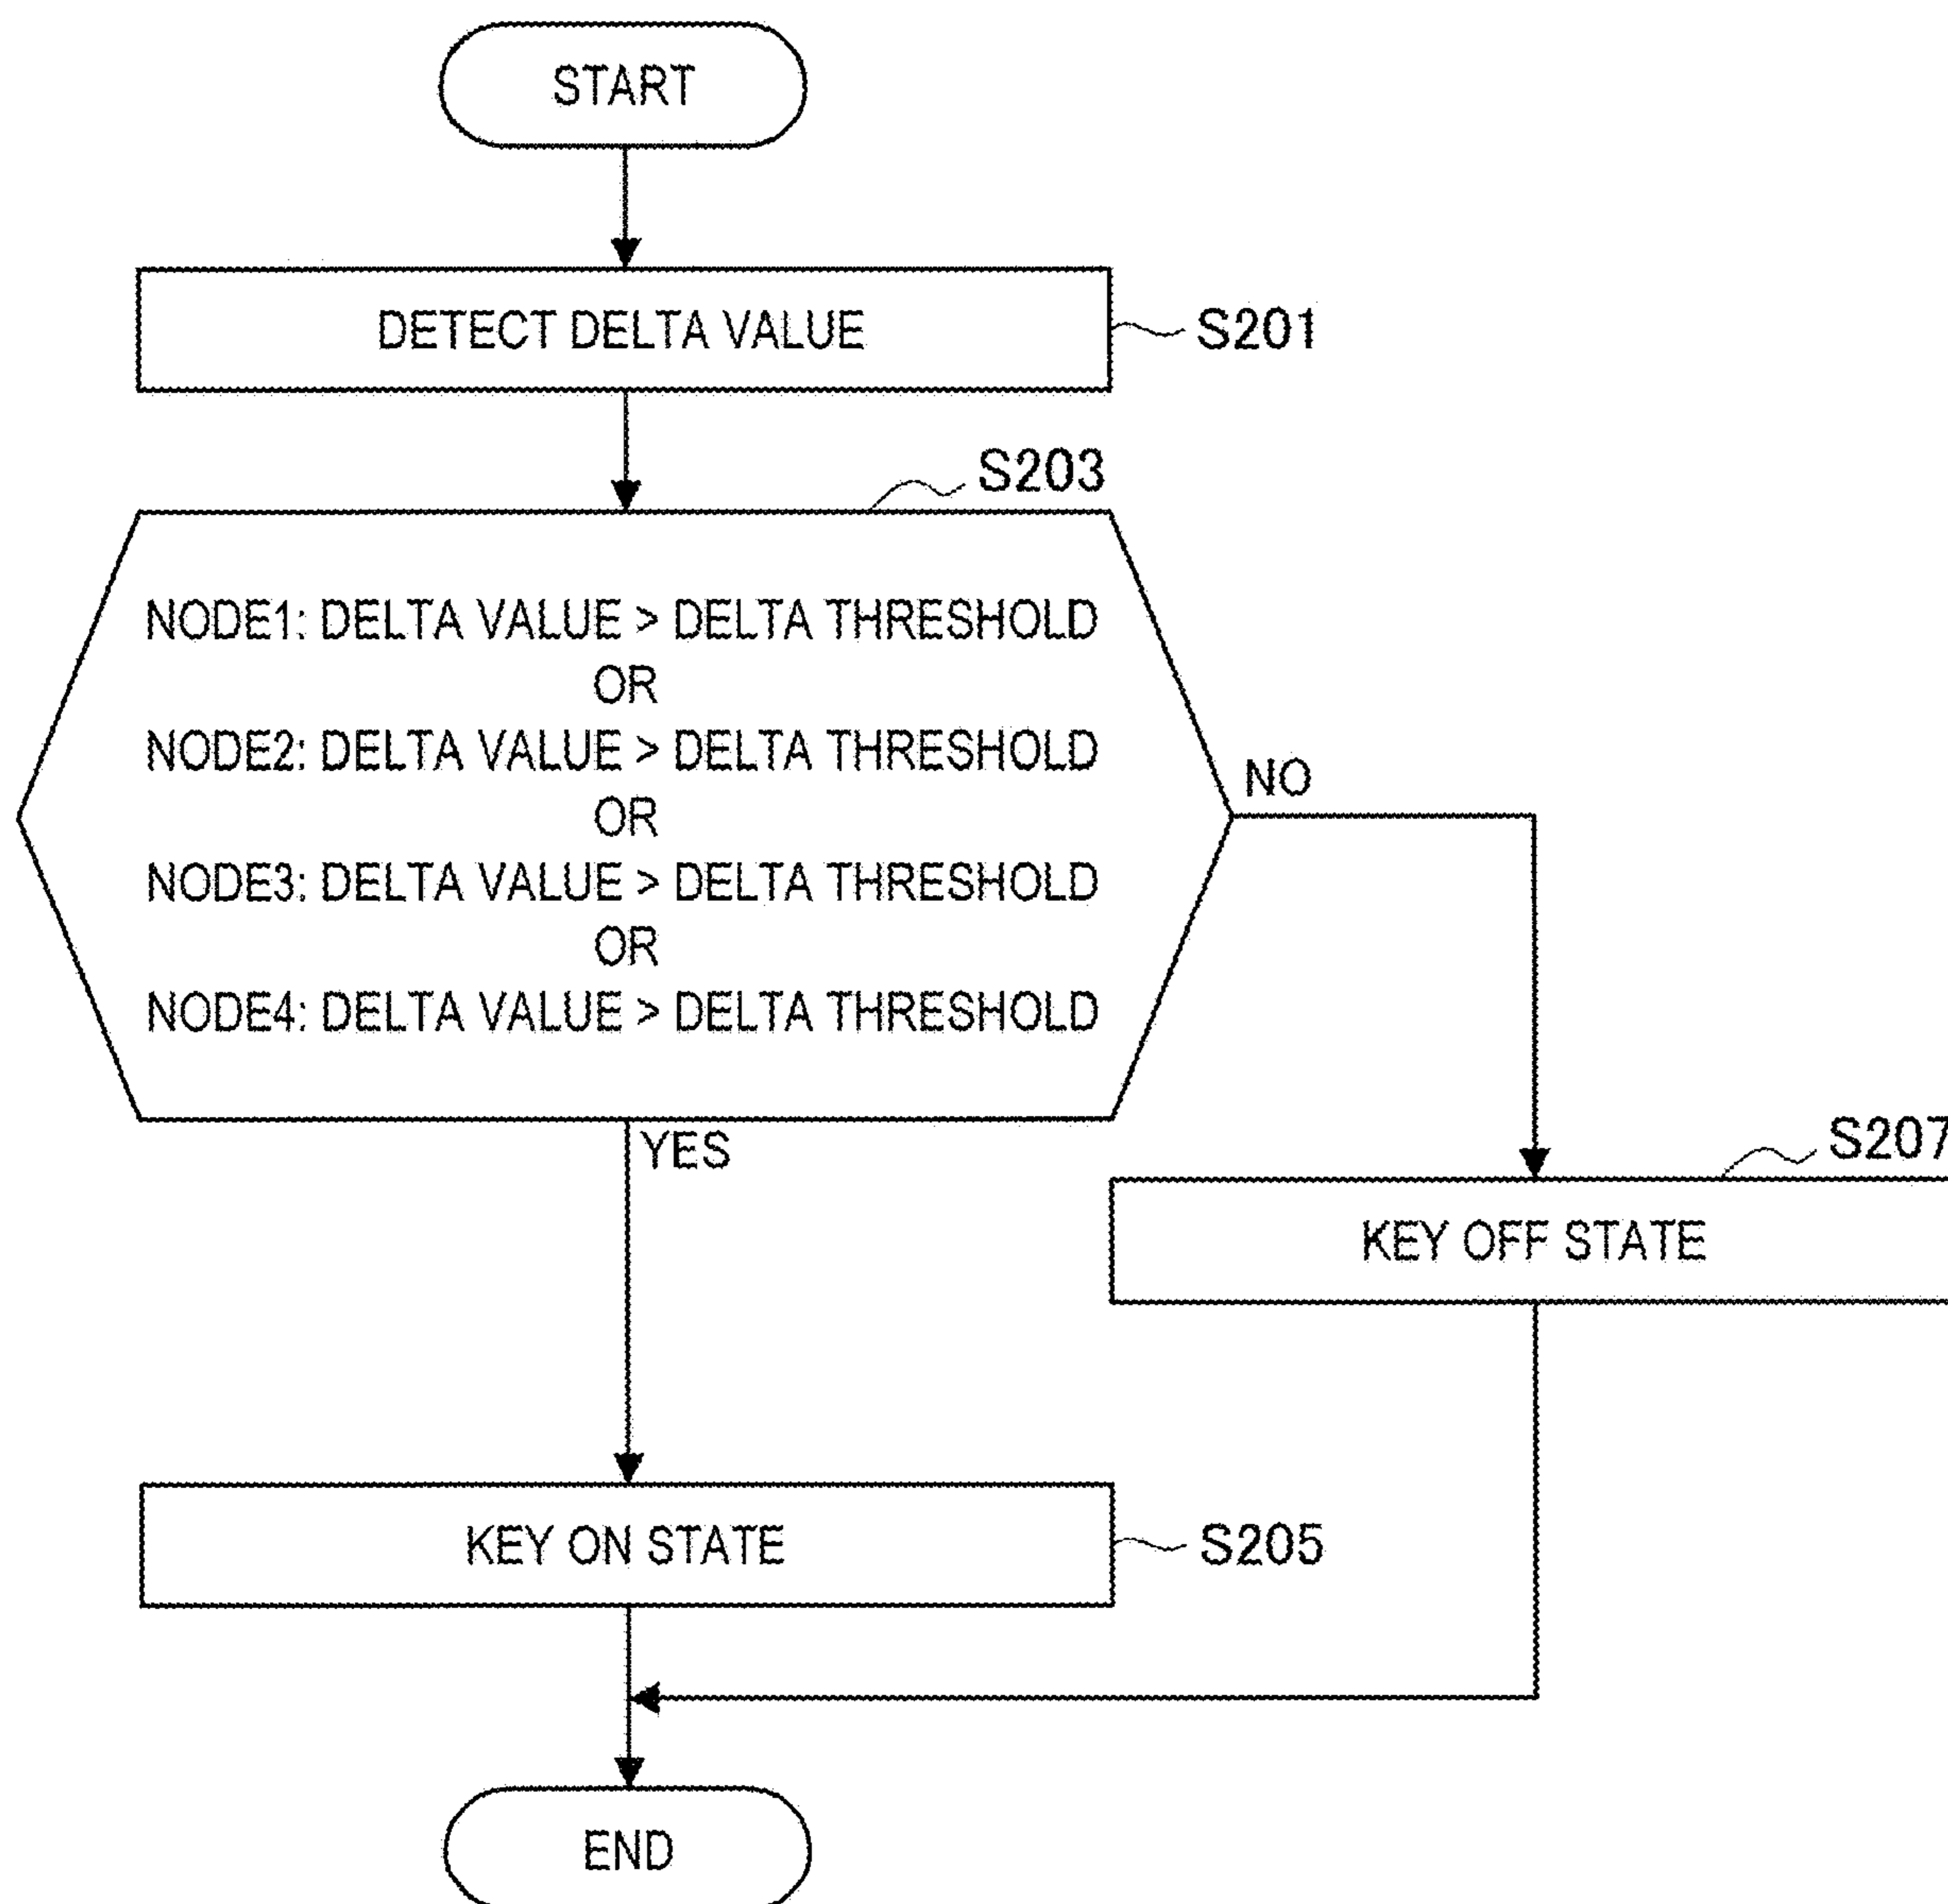 START
DETECT DELTA VALUE
S201
S203
NODE1: DELTA VALUE > DELTA THRESHOLD
OR
NODE2: DELTA VALUE > DELTA THRESHOLD
OR
NODE3: DELTA VALUE > DELTA THRESHOLD
OR
NODE4: DELTA VALUE > DELTA THRESHOLD
NO
YES
S207
KEY OFF STATE
KEY ON STATE
S205
END